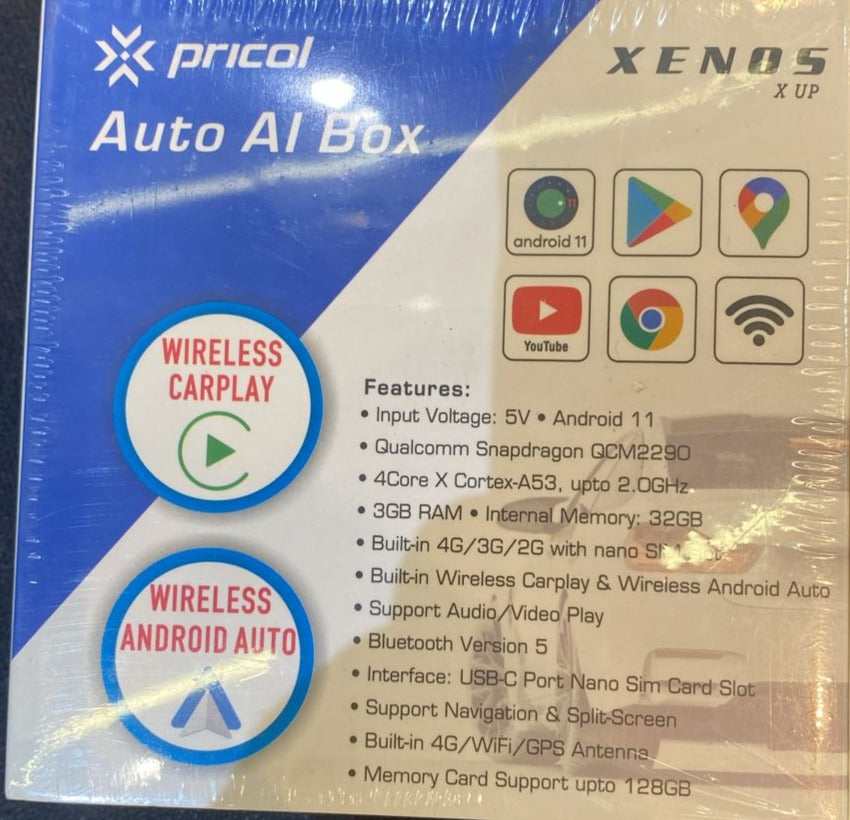 pricol
Auto AI Box
XENOS
X UP
11
android 11
YouTube
WIRELESS
CARPLAY
WIRELESS
ANDROID AUTO
Features:
• Input Voltage: 5V • Android 11
• Qualcomm Snapdragon QCM2290
• 4Core X Cortex-A53, upto 2.0GHz
• 3GB RAM • Internal Memory: 32GB
• Built-in 4G/3G/2G with nano
• Built-in Wireless Carplay & Wireless Android Auto
• Support Audio/Video Play
• Bluetooth Version 5
• Interface: USB-C Port Nano Sim Card Slot
• Support Navigation & Split-Screen
• Built-in 4G/WiFi/GPS Antenna
• Memory Card Support upto 128GB